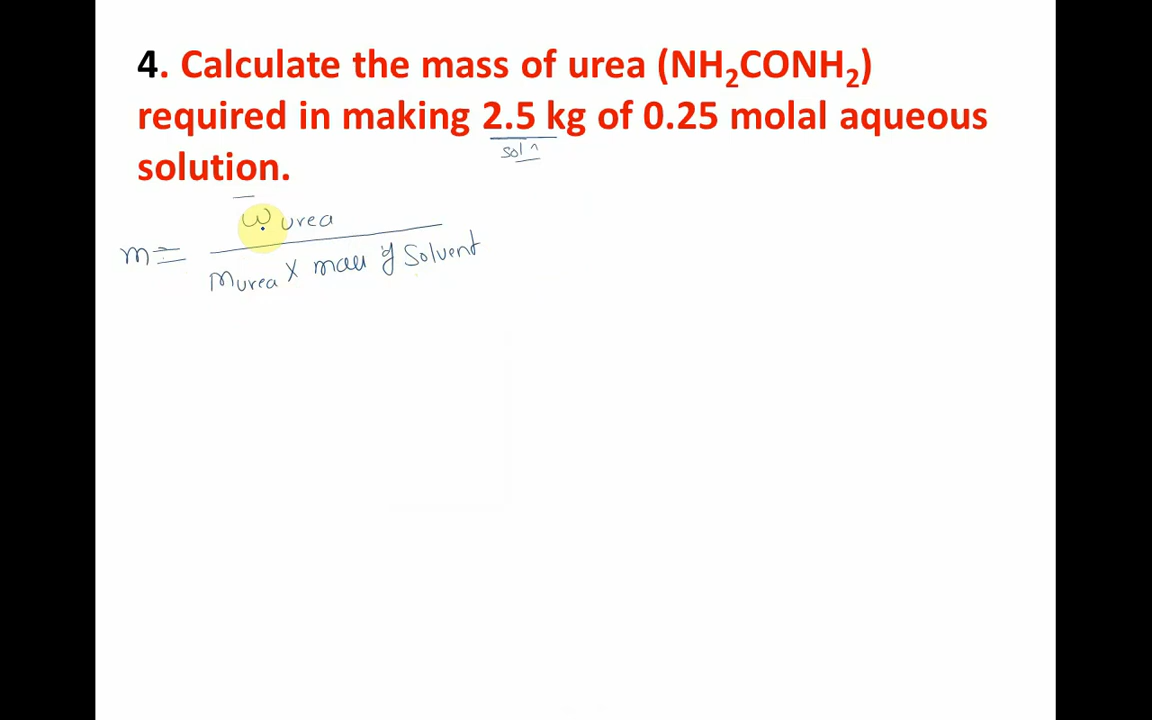 4. Calculate the mass of urea (NH₂CONH₂)
required in making 2.5 kg of 0.25 molal aqueous
solⁿ
solution.
w urea
m =
Murea x mass of Solvent